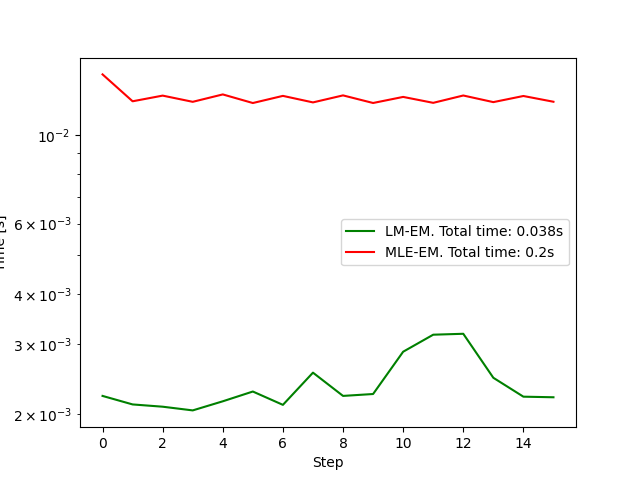 10⁻²
6 × 10⁻³
4 × 10⁻³
3 × 10⁻³
2 × 10⁻³
Time [s]
LM-EM. Total time: 0.038s
MLE-EM. Total time: 0.2s
0 2 4 6 8 10 12 14
Step